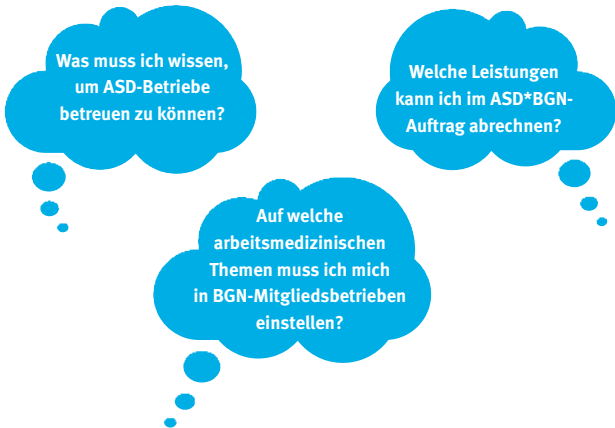 Was muss ich wissen,
um ASD-Betriebe
betreuen zu können?
Welche Leistungen
kann ich im ASD*BGN-
Auftrag abrechnen?
Auf welche
arbeitsmedizinischen
Themen muss ich mich
in BGN-Mitgliedsbetrieben
einstellen?